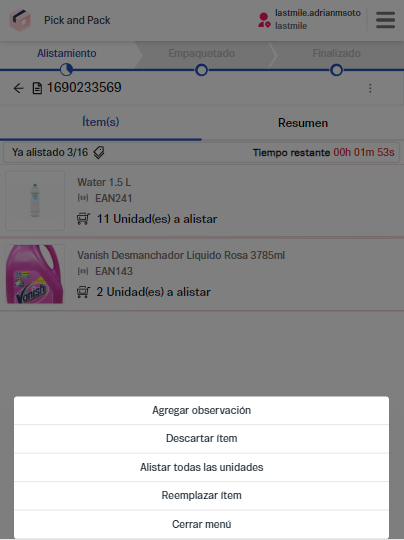 Pick and Pack
lastmile.adrianmsoto
lastmile
Alistamiento
Empaquetado
Finalizado
1690233569
Ítem(s)
Resumen
Ya alistado 3/16
Tiempo restante 00h 01m 53s
Water 1.5 L
EAN241
11 Unidad(es) a alistar
Vanish Desmanchador Líquido Rosa 3785ml
EAN143
2 Unidad(es) a alistar
Vanish
Agregar observación
Descartar ítem
Alistar todas las unidades
Reemplazar ítem
Cerrar menú